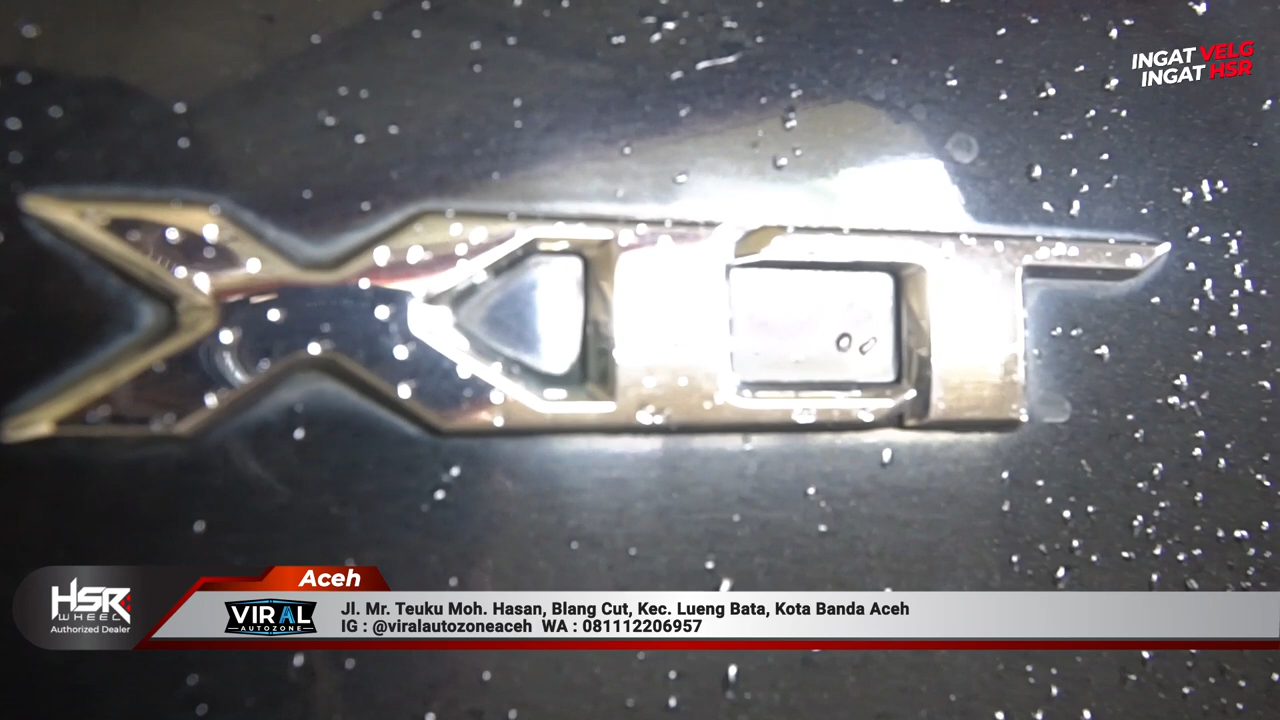 INGAT VELG
INGAT HSR
Aceh
HSR
WHEEL
Authorized Dealer
VIRAL
AUTOZONE
Jl. Mr. Teuku Moh. Hasan, Blang Cut, Kec. Lueng Bata, Kota Banda Aceh
IG : @viralautozoneaceh WA : 081112206957